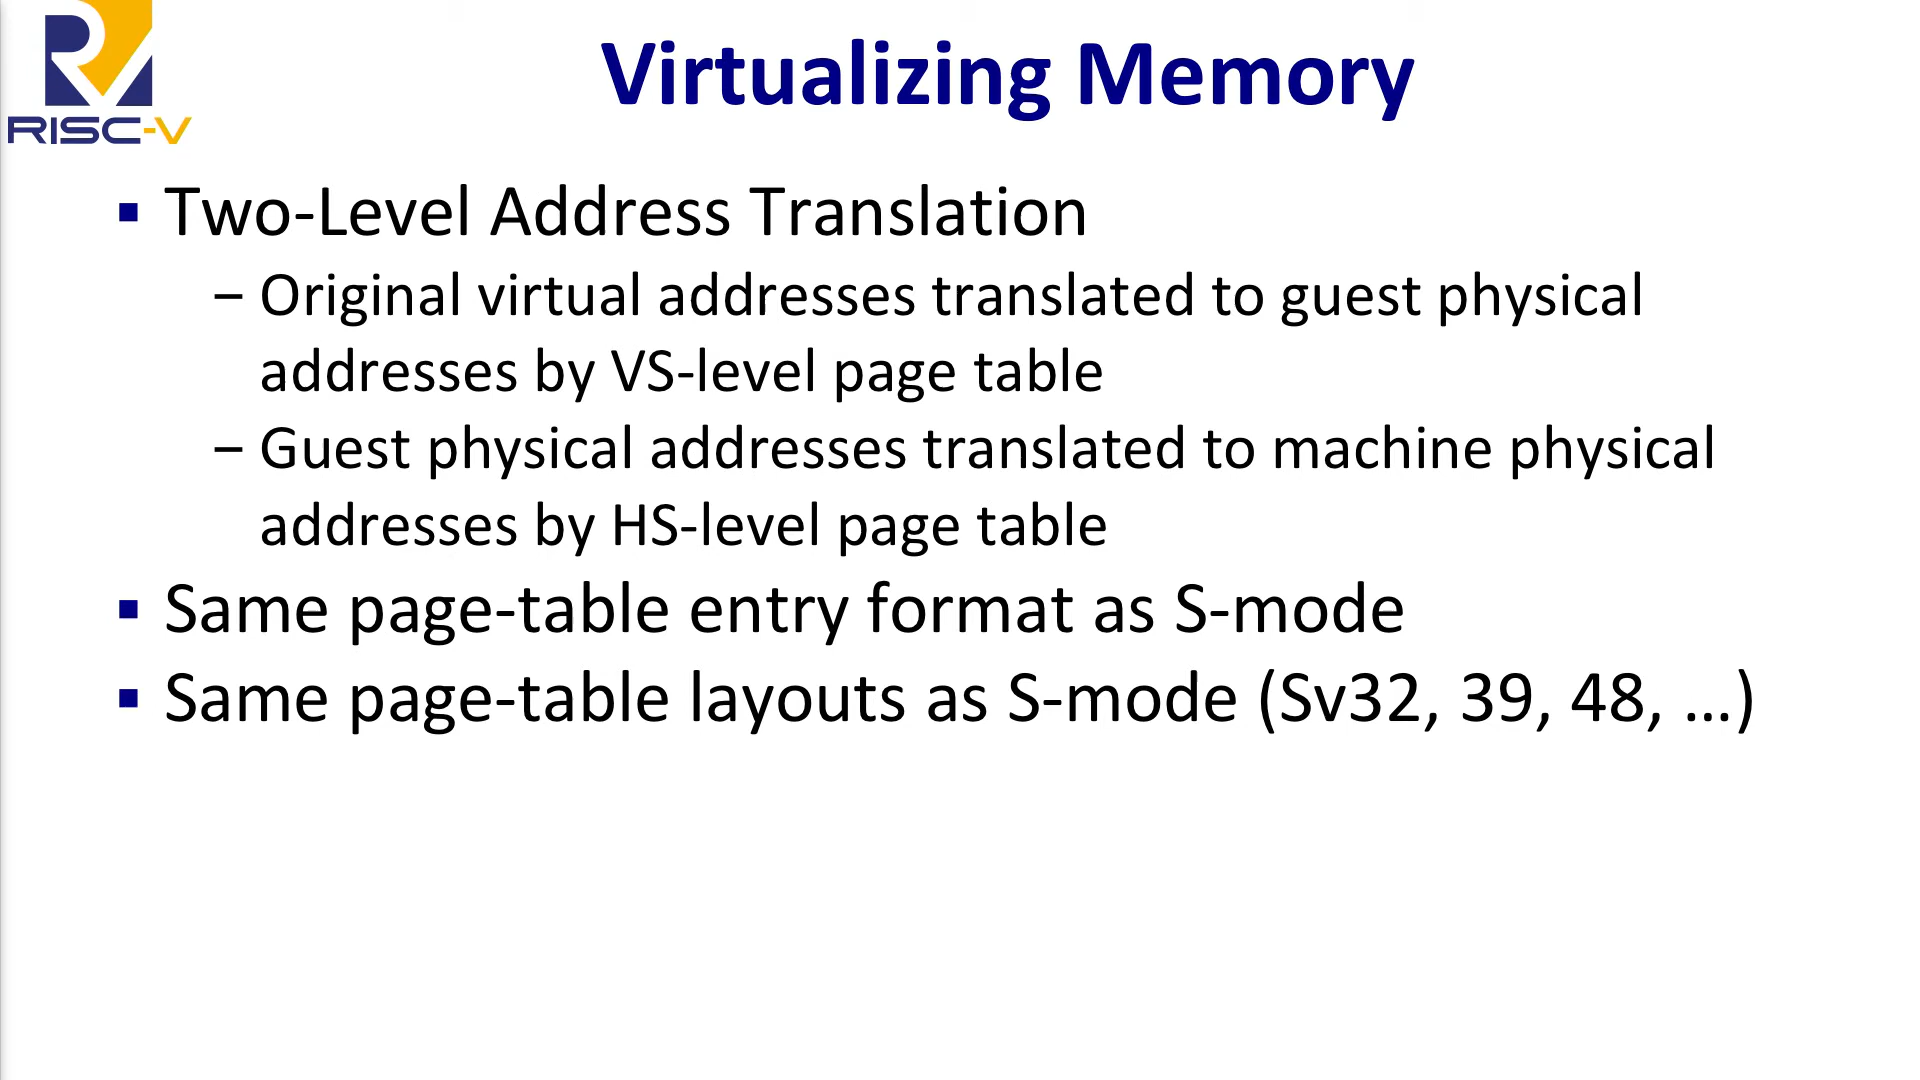 RISC-V
Virtualizing Memory
▪ Two-Level Address Translation
– Original virtual addresses translated to guest physical
addresses by VS-level page table
– Guest physical addresses translated to machine physical
addresses by HS-level page table
▪ Same page-table entry format as S-mode
▪ Same page-table layouts as S-mode (Sv32, 39, 48, …)